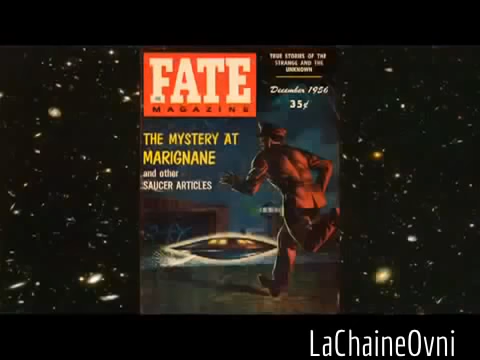 FATE
MAGAZINE
TRUE STORIES OF THE
STRANGE AND THE
UNKNOWN
December 1956
35¢
THE MYSTERY AT
MARIGNANE
and other
SAUCER ARTICLES
LaChaineOvni